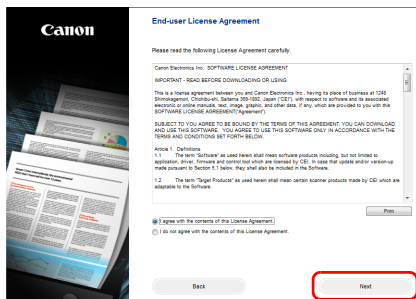 Canon
End-user License Agreement
Please read the following License Agreement carefully.
Canon Electronics Inc. SOFTWARE LICENSE AGREEMENT
IMPORTANT - READ BEFORE DOWNLOADING OR USING.
This is a license agreement between you and Canon Electronics Inc., having its place of business at 1248
Shimokagemori, Chichibu-shi, Saitama 369-1892, Japan ("CEI"), with respect to software and its associated
electronic or online manuals, text, image, graphic, and other data, if any, which are provided to you with this
SOFTWARE LICENSE AGREEMENT("Agreement").
SUBJECT TO YOU AGREE TO BE BOUND BY THE TERMS OF THIS AGREEMENT, YOU CAN DOWNLOAD
AND USE THIS SOFTWARE. YOU AGREE TO USE THIS SOFTWARE ONLY IN ACCORDANCE WITH THE
TERMS AND CONDITIONS SET FORTH BELOW.
Article 1. Definitions
1.1 The term "Software" as used herein shall mean software products including, but not limited to
application, driver, firmware and control tool which are licensed by CEI. In case that update and/or version-up
made pursuant to Section 5.1 below, they shall also be included in the Software.
1.2 The term "Target Products" as used herein shall mean certain scanner products made by CEI which are
adaptable to the Software.
Print
I agree with the contents of this License Agreement.
I do not agree with the contents of this License Agreement.
Back
Next